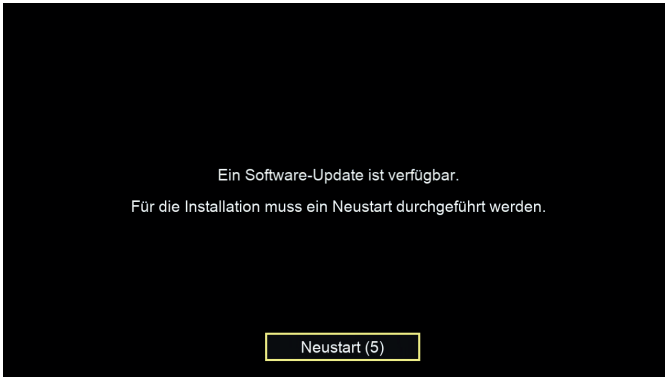 Ein Software-Update ist verfügbar.
Für die Installation muss ein Neustart durchgeführt werden.
Neustart (5)